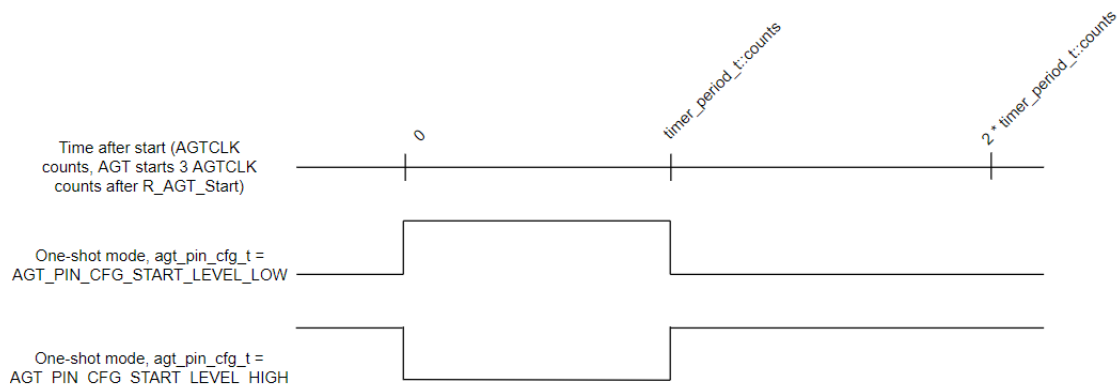 0
timer_period_t::counts
2 * timer_period_t::counts
Time after start (AGTCLK
counts, AGT starts 3 AGTCLK
counts after R_AGT_Start)
One-shot mode, agt_pin_cfg_t =
AGT_PIN_CFG_START_LEVEL_LOW
One-shot mode, agt_pin_cfg_t =
AGT_PIN_CFG_START_LEVEL_HIGH